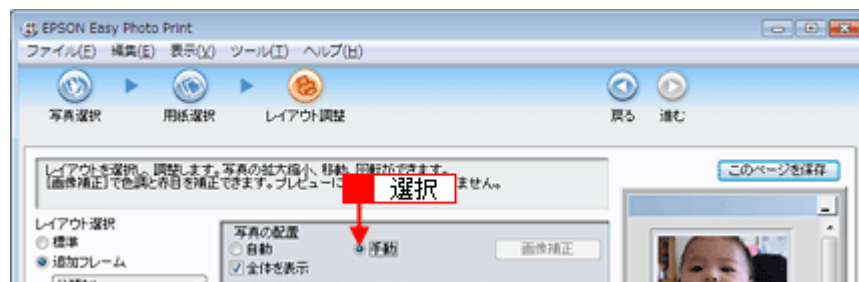 EPSON Easy Photo Print
ファイル(F) 編集(E) 表示(V) ツール(T) ヘルプ(H)
写真選択 用紙選択 レイアウト調整 戻る 進む
レイアウトを選択し、調整します。写真の拡大縮小、移動、回転ができます。
[画像補正]で色調と赤目を補正できます。プレビューに
ません。
選択
このページを保存
レイアウト選択
標準
追加フレーム
写真の配置
自動 手動 画像補正
全体を表示